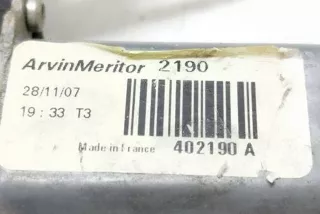 ArvinMeritor 2190
28/11/07
19:33 T3
Made in France 402190 A